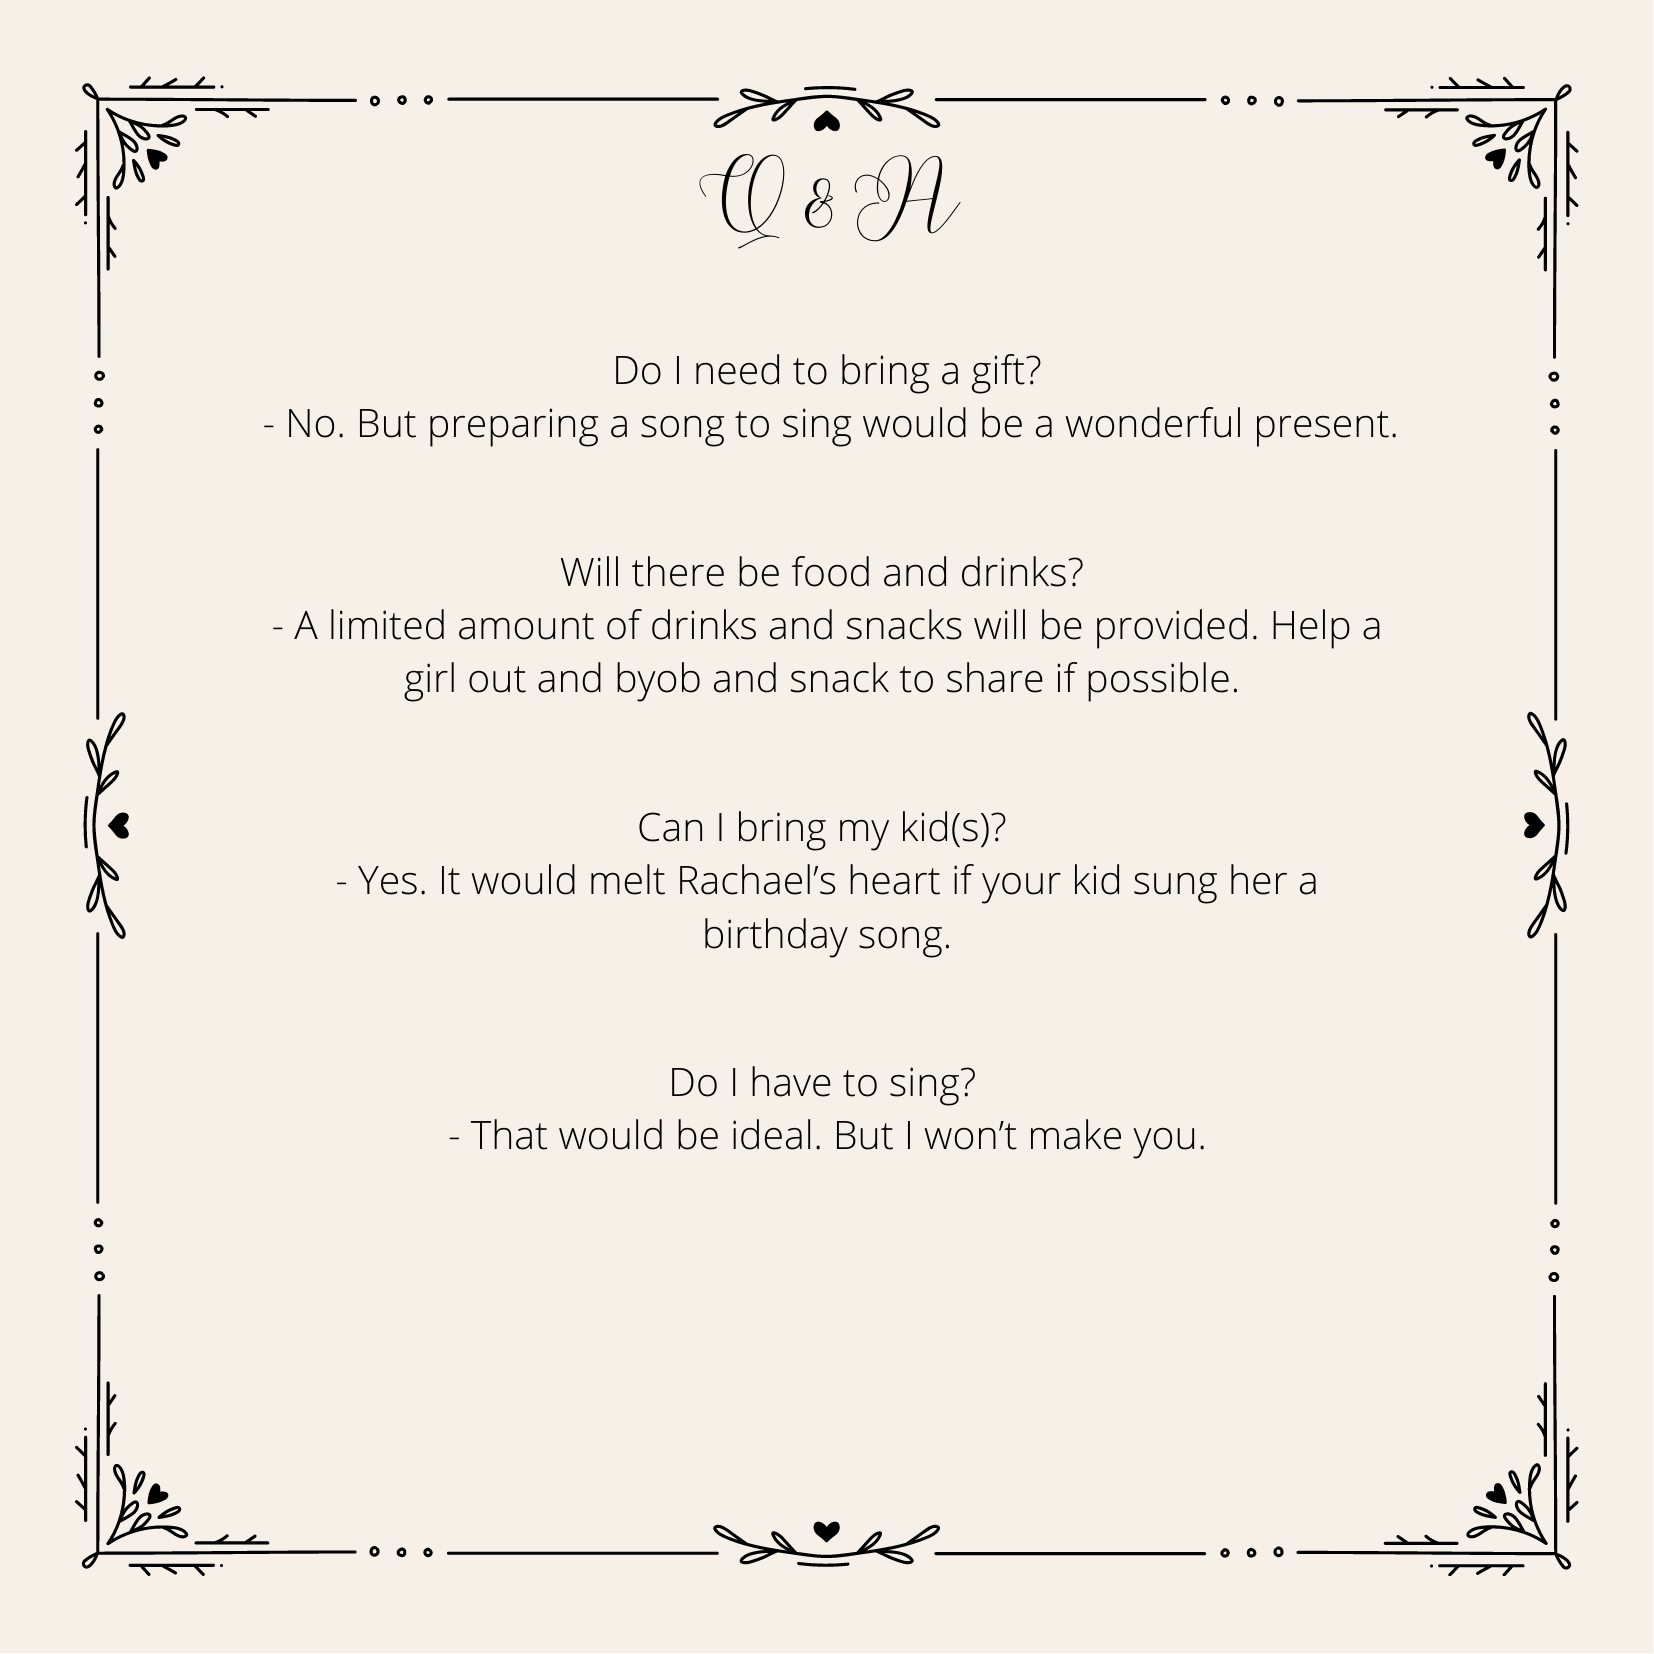 Q & A
Do I need to bring a gift?
- No. But preparing a song to sing would be a wonderful present.
Will there be food and drinks?
- A limited amount of drinks and snacks will be provided. Help a
girl out and byob and snack to share if possible.
Can I bring my kid(s)?
- Yes. It would melt Rachael’s heart if your kid sung her a
birthday song.
Do I have to sing?
- That would be ideal. But I won’t make you.